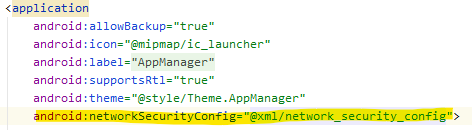 <application
android:allowBackup="true"
android:icon="@mipmap/ic_launcher"
android:label="AppManager"
android:supportsRtl="true"
android:theme="@style/Theme.AppManager"
android:networkSecurityConfig="@xml/network_security_config">